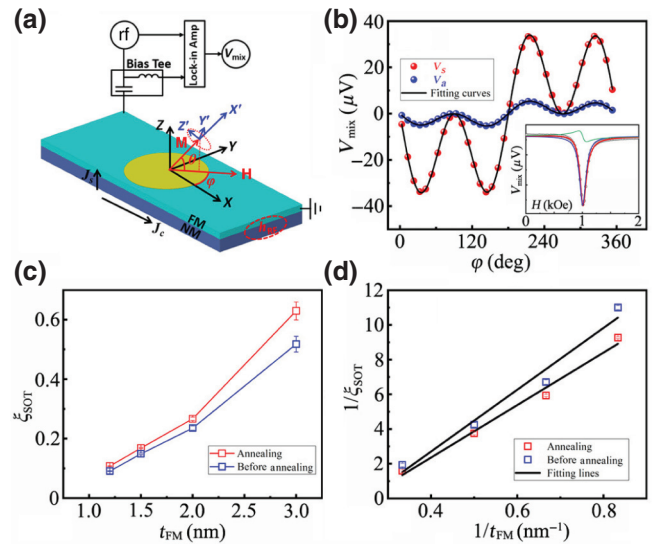 (a)
rf
Lock-in Amp
V_mix
Bias Tee
Z
Z' Y' X'
M
Y
θ
H
φ
X
J_s
J_c
FM
NM
(b)
V_mix (μV)
40
20
0
−20
−40
V_s
V_a
Fitting curves
V_mix (μV)
H (kOe)
0 1 2
0 90 180 270 360
φ (deg)
(c)
ξ_SOT
0.6
0.4
0.2
0.0
Annealing
Before annealing
1.0 1.5 2.0 2.5 3.0
t_FM (nm)
(d)
1/ξ_SOT
12
10
8
6
4
2
0
Annealing
Before annealing
Fitting lines
0.4 0.6 0.8
1/t_FM (nm⁻¹)